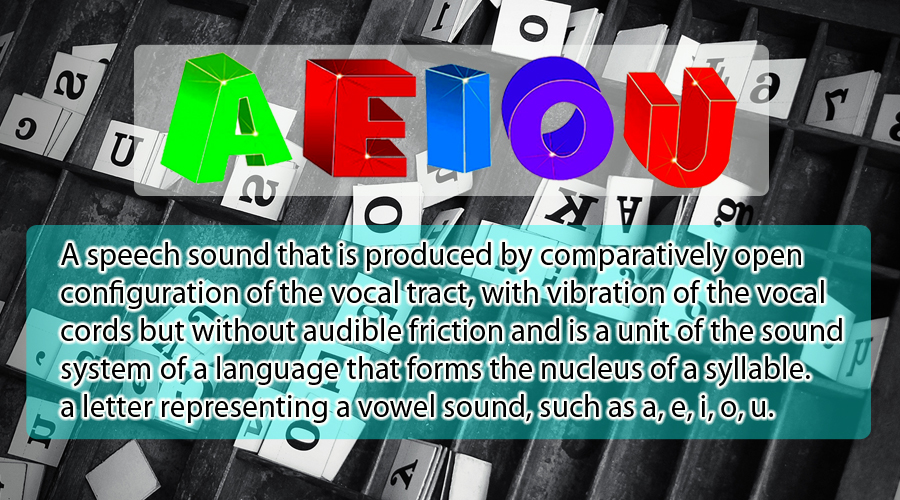 AEIOU
A speech sound that is produced by comparatively open
configuration of the vocal tract, with vibration of the vocal
cords but without audible friction and is a unit of the sound
system of a language that forms the nucleus of a syllable.
a letter representing a vowel sound, such as a, e, i, o, u.